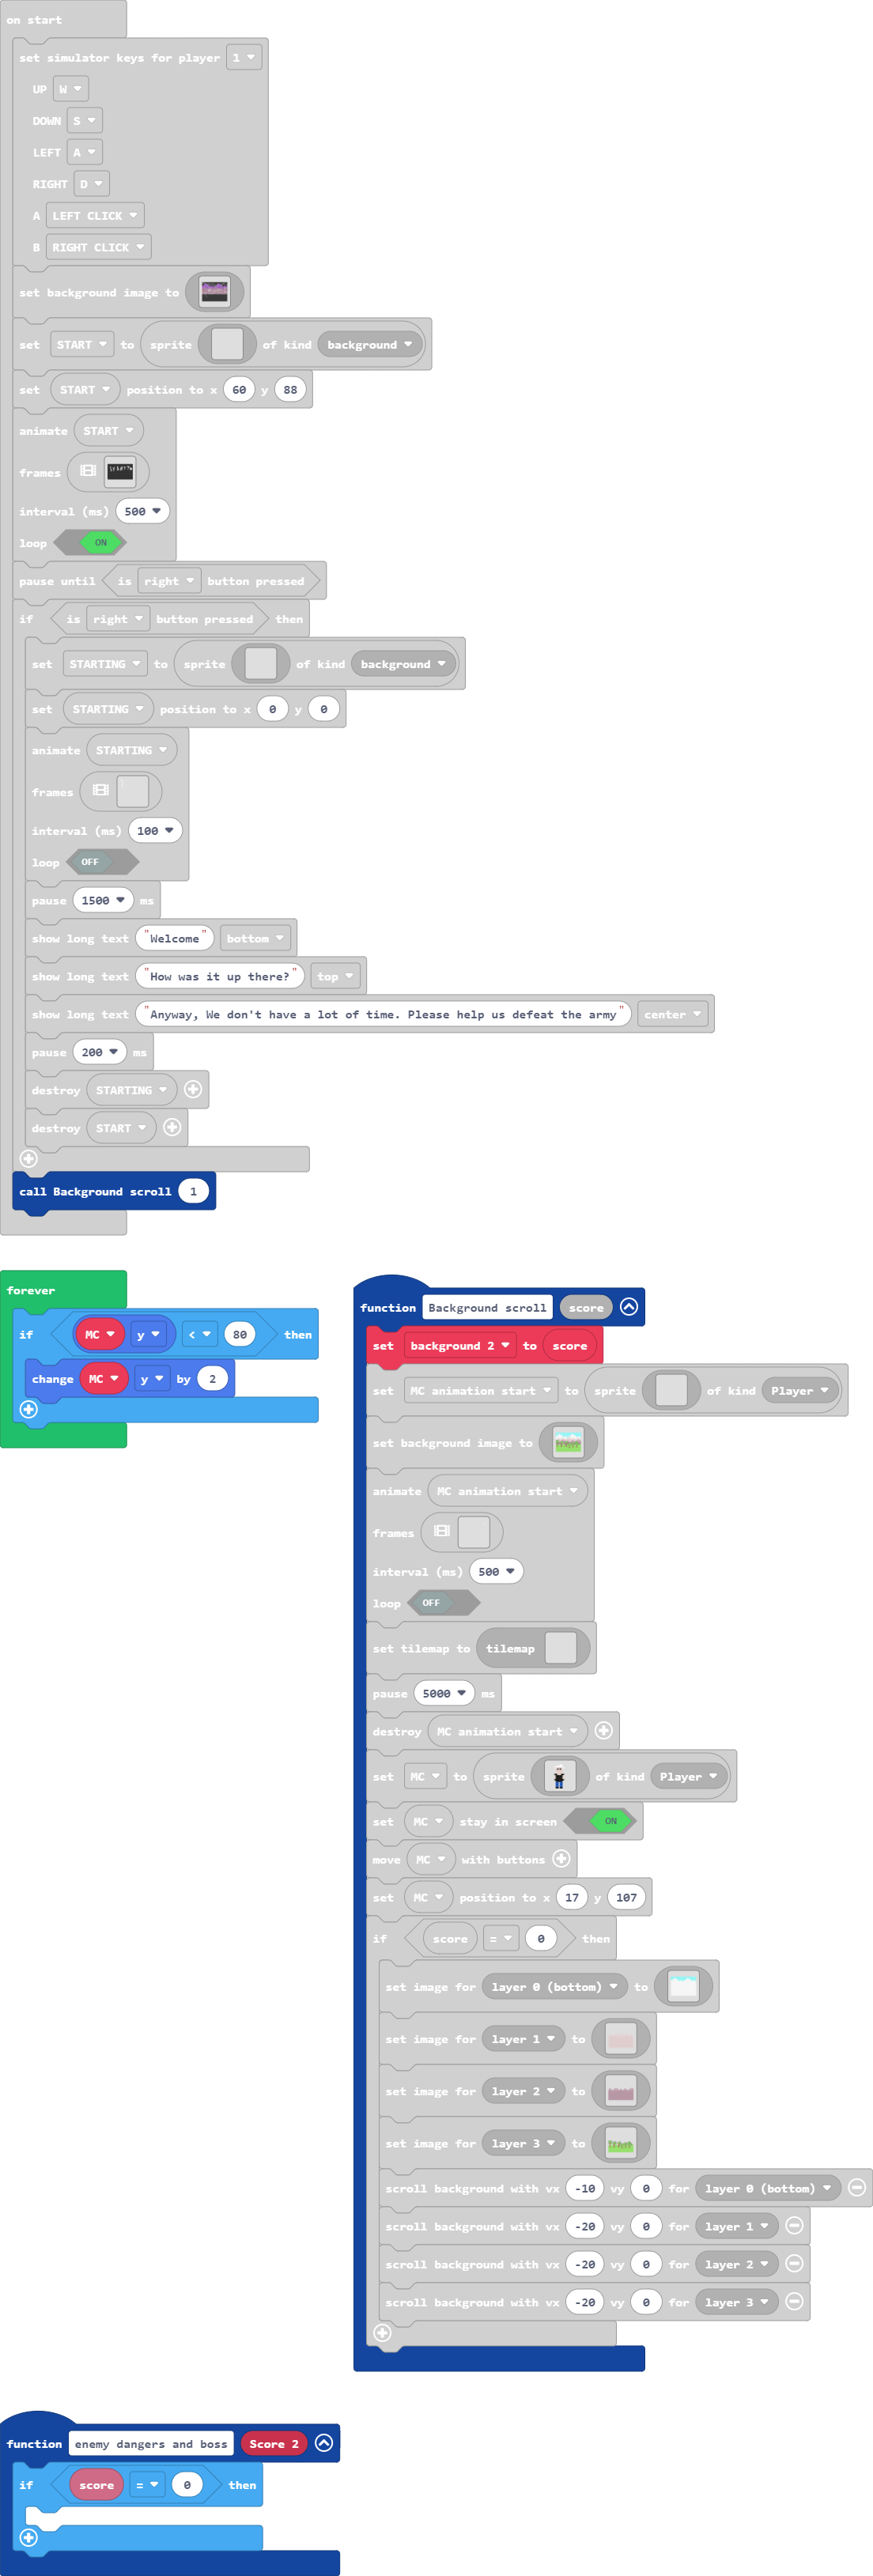 on start
set simulator keys for player 1
UP W
DOWN S
LEFT A
RIGHT D
A LEFT CLICK
B RIGHT CLICK
set background image to
set START to sprite of kind background
set START position to x 60 y 88
animate START
frames
interval (ms) 500
loop ON
pause until is right button pressed
if is right button pressed then
set STARTING to sprite of kind background
set STARTING position to x 0 y 0
animate STARTING
frames
interval (ms) 100
loop OFF
pause 1500 ms
show long text "Welcome" bottom
show long text "How was it up there?" top
show long text "Anyway, We don't have a lot of time. Please help us defeat the army" center
pause 200 ms
destroy STARTING
destroy START
call Background scroll 1
forever
if MC y < 80 then
change MC y by 2
function Background scroll score
set background 2 to score
set MC animation start to sprite of kind Player
set background image to
animate MC animation start
frames
interval (ms) 500
loop OFF
set tilemap to tilemap
pause 5000 ms
destroy MC animation start
set MC to sprite of kind Player
set MC stay in screen ON
move MC with buttons
set MC position to x 17 y 107
if score = 0 then
set image for layer 0 (bottom) to
set image for layer 1 to
set image for layer 2 to
set image for layer 3 to
scroll background with vx -10 vy 0 for layer 0 (bottom)
scroll background with vx -20 vy 0 for layer 1
scroll background with vx -20 vy 0 for layer 2
scroll background with vx -20 vy 0 for layer 3
function enemy dangers and boss Score 2
if score = 0 then